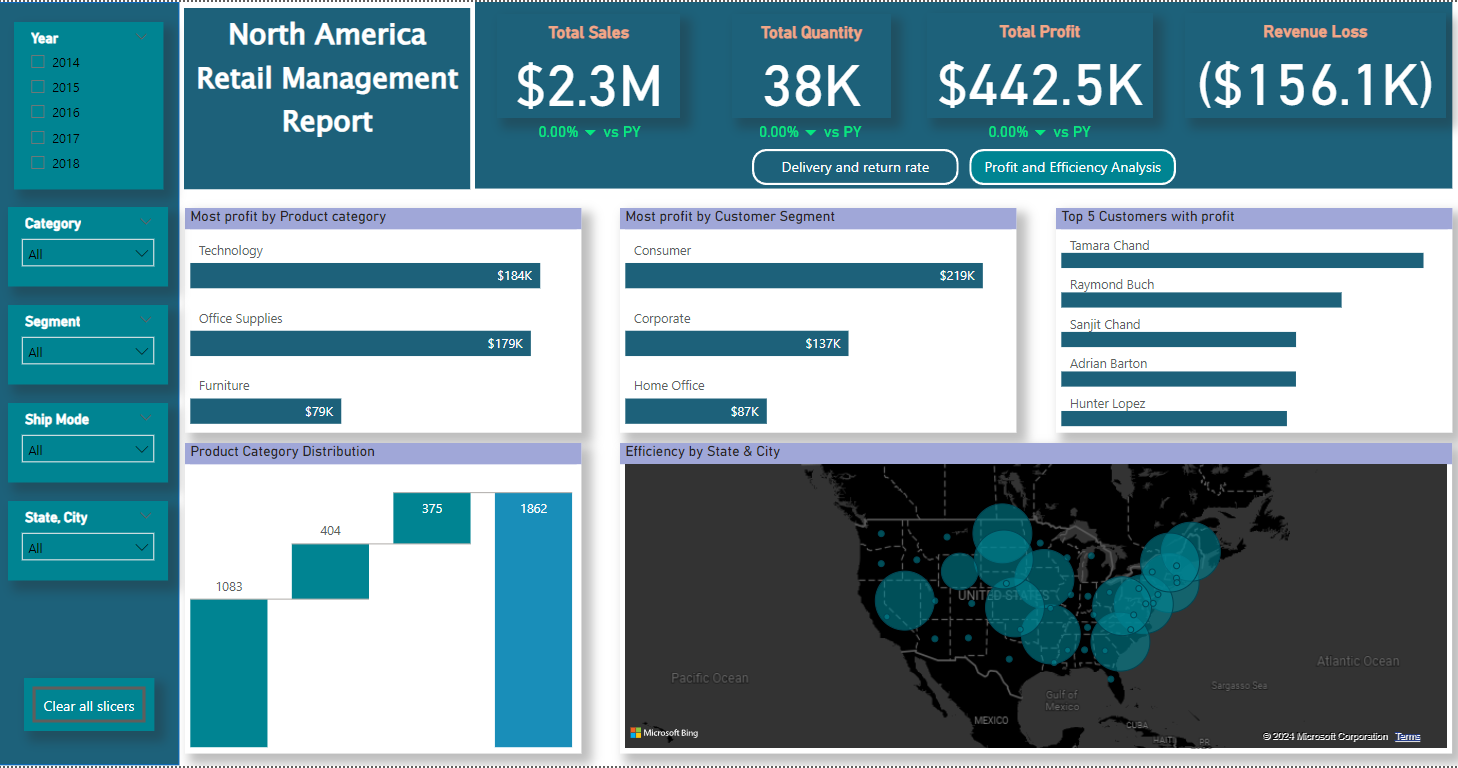 Year
2014
2015
2016
2017
2018
Category
All
Segment
All
Ship Mode
All
State, City
All
Clear all slicers
North America
Retail Management
Report
Total Sales
$2.3M
0.00% vs PY
Total Quantity
38K
0.00% vs PY
Total Profit
$442.5K
0.00% vs PY
Revenue Loss
($156.1K)
Delivery and return rate
Profit and Efficiency Analysis
Most profit by Product category
Technology
$184K
Office Supplies
$179K
Furniture
$79K
Most profit by Customer Segment
Consumer
$219K
Corporate
$137K
Home Office
$87K
Top 5 Customers with profit
Tamara Chand
Raymond Buch
Sanjit Chand
Adrian Barton
Hunter Lopez
Product Category Distribution
1083
404
375
1862
Efficiency by State & City
UNITED STATES
Pacific Ocean
Atlantic Ocean
Sargasso Sea
Gulf of
Mexico
MEXICO
CUBA
HAITI
PR
Microsoft Bing
© 2024 Microsoft Corporation Terms